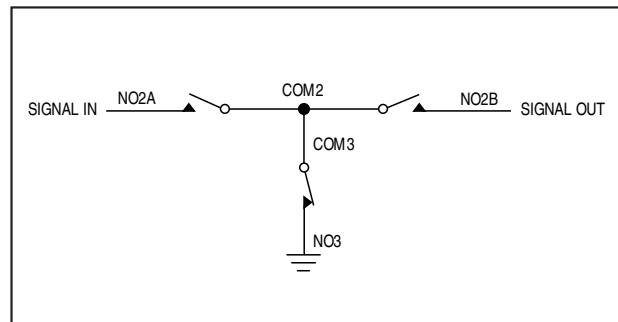 COM2
NO2A
NO2B
SIGNAL IN
SIGNAL OUT
COM3
NO3